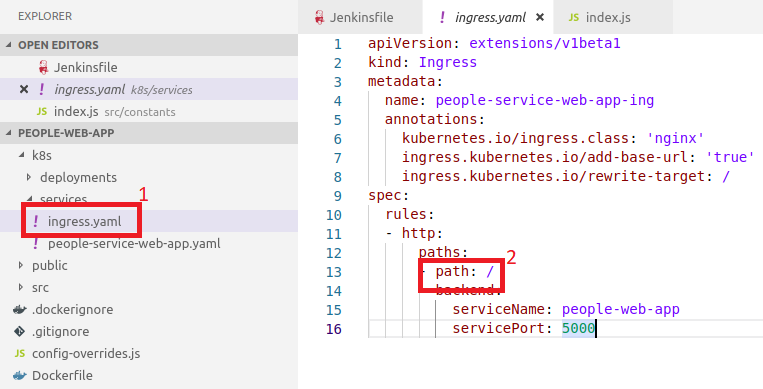 EXPLORER
OPEN EDITORS
Jenkinsfile
ingress.yaml k8s/services
JS index.js src/constants
PEOPLE-WEB-APP
k8s
deployments
services
1
ingress.yaml
people-service-web-app.yaml
public
src
.dockerignore
.gitignore
JS config-overrides.js
Dockerfile
Jenkinsfile
! ingress.yaml ×
JS index.js
1 apiVersion: extensions/v1beta1
2 kind: Ingress
3 metadata:
4 name: people-service-web-app-ing
5 annotations:
6 kubernetes.io/ingress.class: 'nginx'
7 ingress.kubernetes.io/add-base-url: 'true'
8 ingress.kubernetes.io/rewrite-target: /
9 spec:
10 rules:
11 - http:
12 paths:
2
13 - path: /
14 backend:
15 serviceName: people-web-app
16 servicePort: 5000